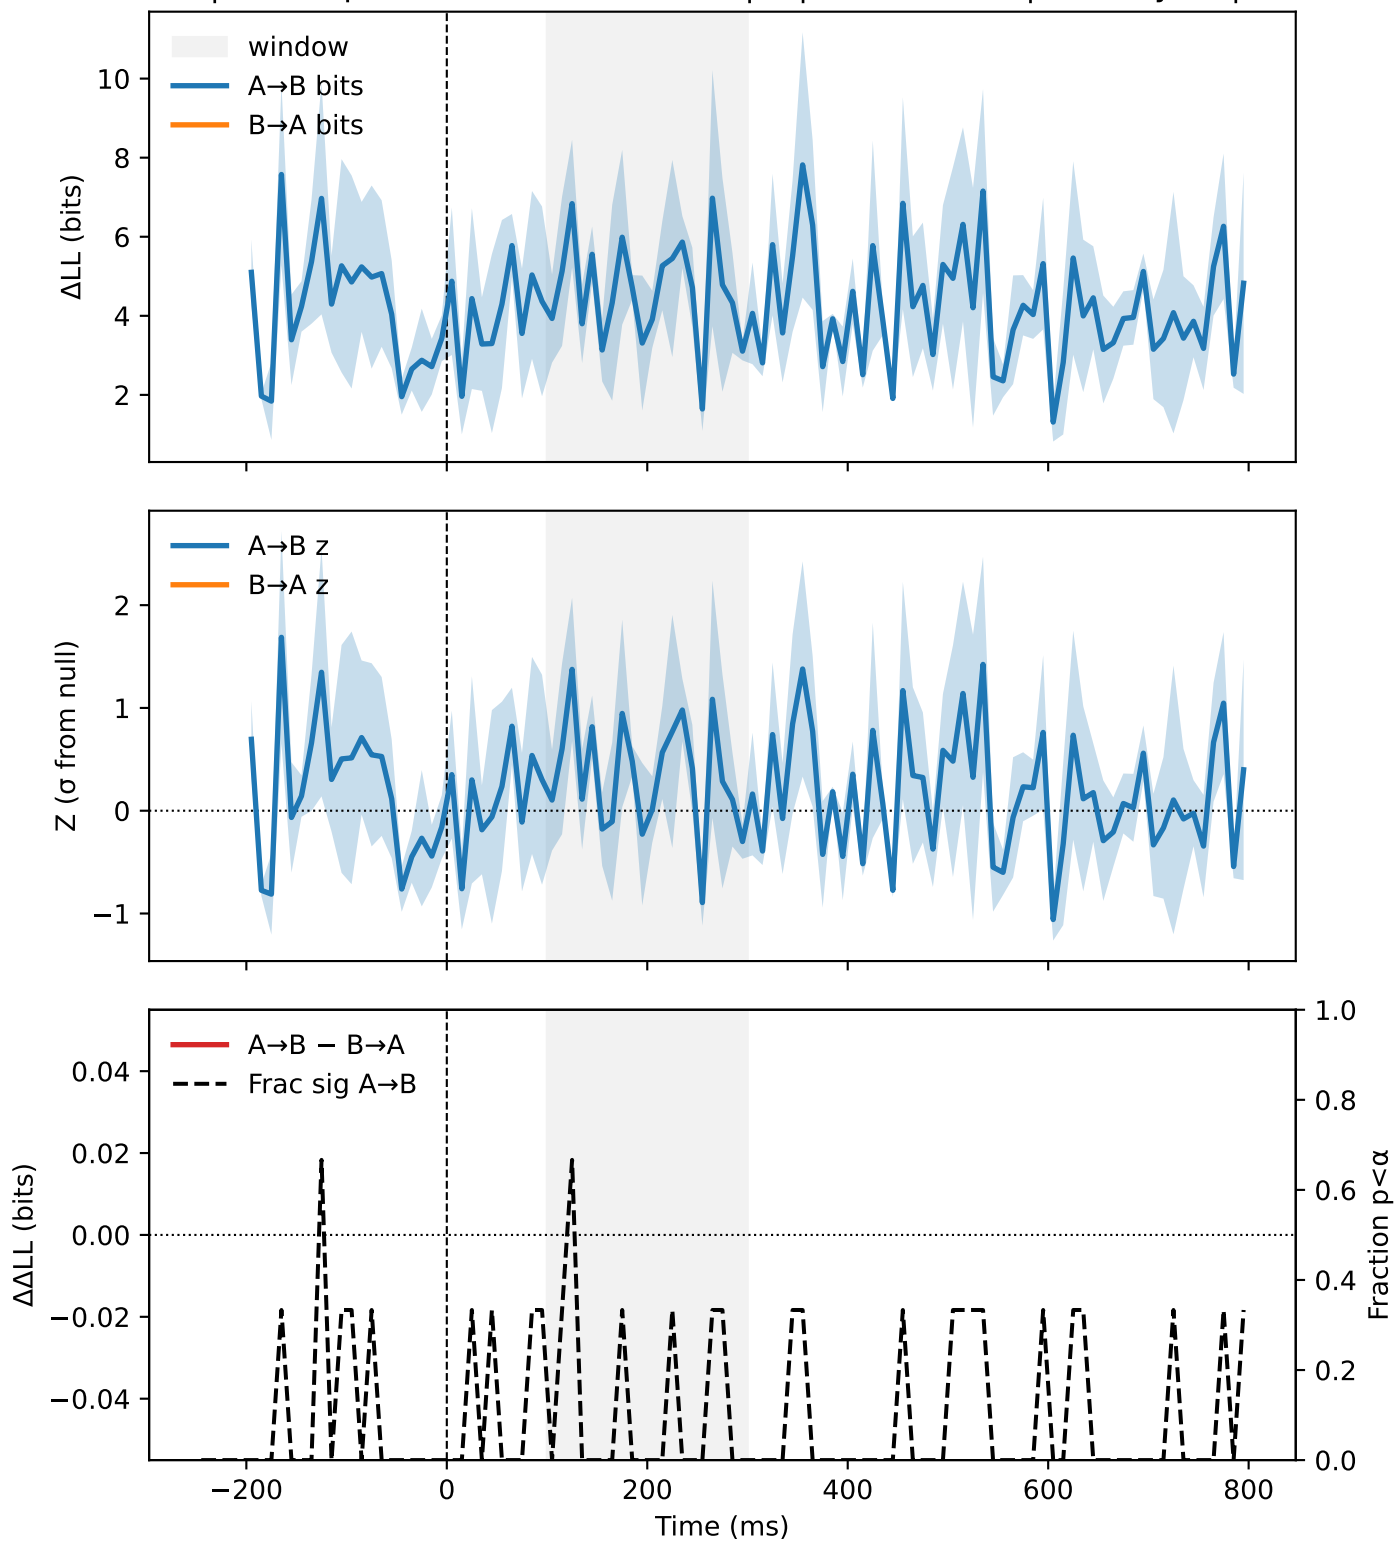 window
A→B bits
B→A bits
10
8
6
4
2
ΔLL (bits)
A→B z
B→A z
2
1
0
−1
Z (σ from null)
A→B − B→A
Frac sig A→B
0.04
0.02
0.00
−0.02
−0.04
ΔΔLL (bits)
1.0
0.8
0.6
0.4
0.2
0.0
Fraction p<α
−200 0 200 400 600 800
Time (ms)